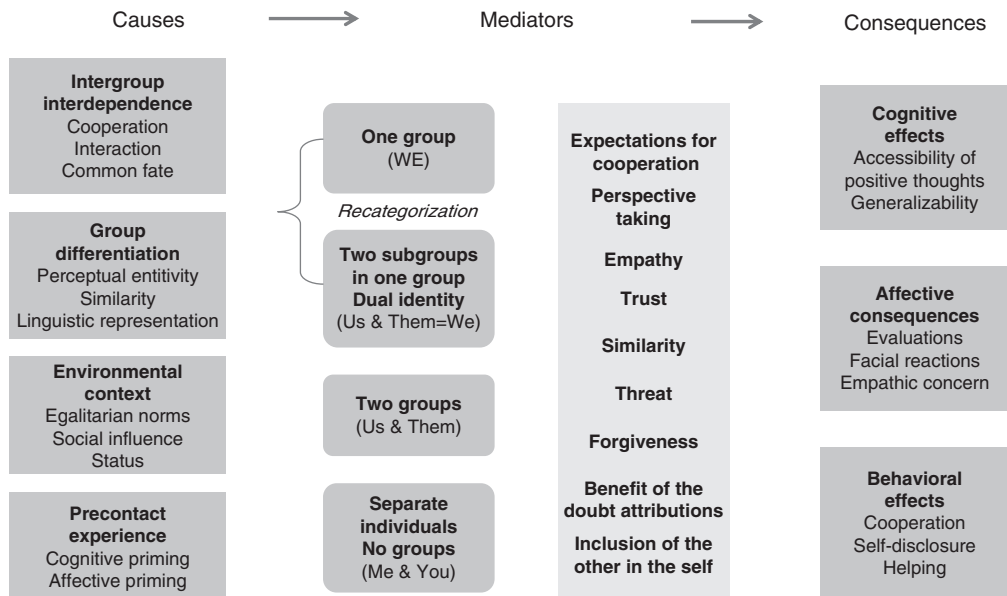 Causes
Mediators
Consequences
Intergroup
interdependence
Cooperation
Interaction
Common fate
Group
differentiation
Perceptual entitivity
Similarity
Linguistic representation
Environmental
context
Egalitarian norms
Social influence
Status
Precontact
experience
Cognitive priming
Affective priming
One group
(WE)
Recategorization
Two subgroups
in one group
Dual identity
(Us & Them=We)
Two groups
(Us & Them)
Separate
individuals
No groups
(Me & You)
Expectations for
cooperation
Perspective
taking
Empathy
Trust
Similarity
Threat
Forgiveness
Benefit of the
doubt attributions
Inclusion of the
other in the self
Cognitive
effects
Accessibility of
positive thoughts
Generalizability
Affective
consequences
Evaluations
Facial reactions
Empathic concern
Behavioral
effects
Cooperation
Self-disclosure
Helping